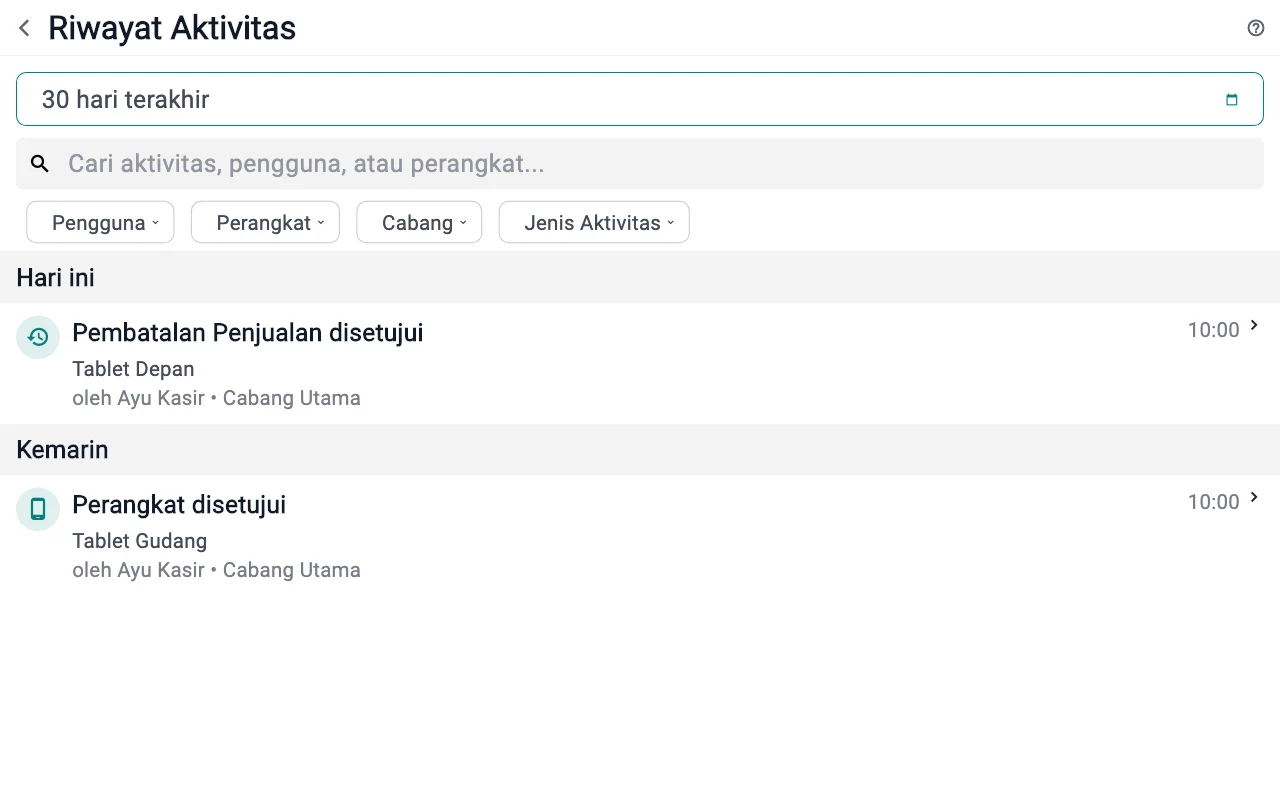 Riwayat Aktivitas
30 hari terakhir
Cari aktivitas, pengguna, atau perangkat...
Pengguna Perangkat Cabang Jenis Aktivitas
Hari ini
Pembatalan Penjualan disetujui 10:00
Tablet Depan
oleh Ayu Kasir • Cabang Utama
Kemarin
Perangkat disetujui 10:00
Tablet Gudang
oleh Ayu Kasir • Cabang Utama